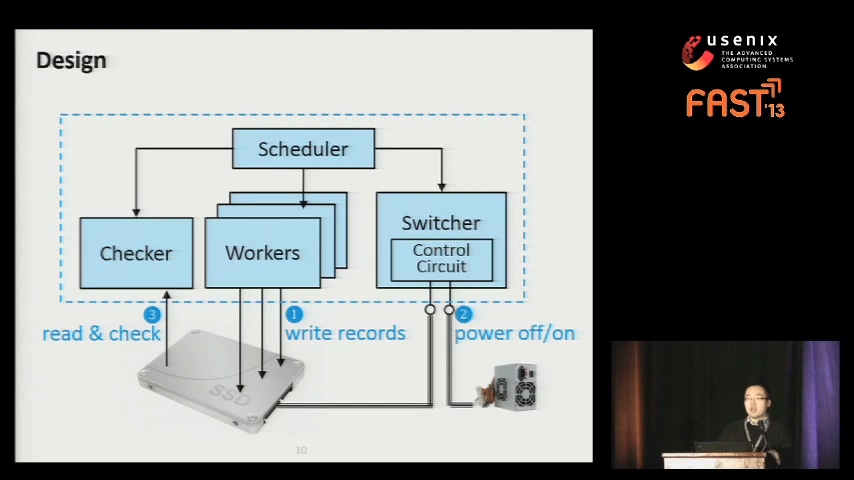 Design
Scheduler
Checker
Workers
Switcher
Control
Circuit
3
read & check
1
write records
2
power off/on
SSD
10
usenix
THE ADVANCED
COMPUTING SYSTEMS
ASSOCIATION
FAST '13